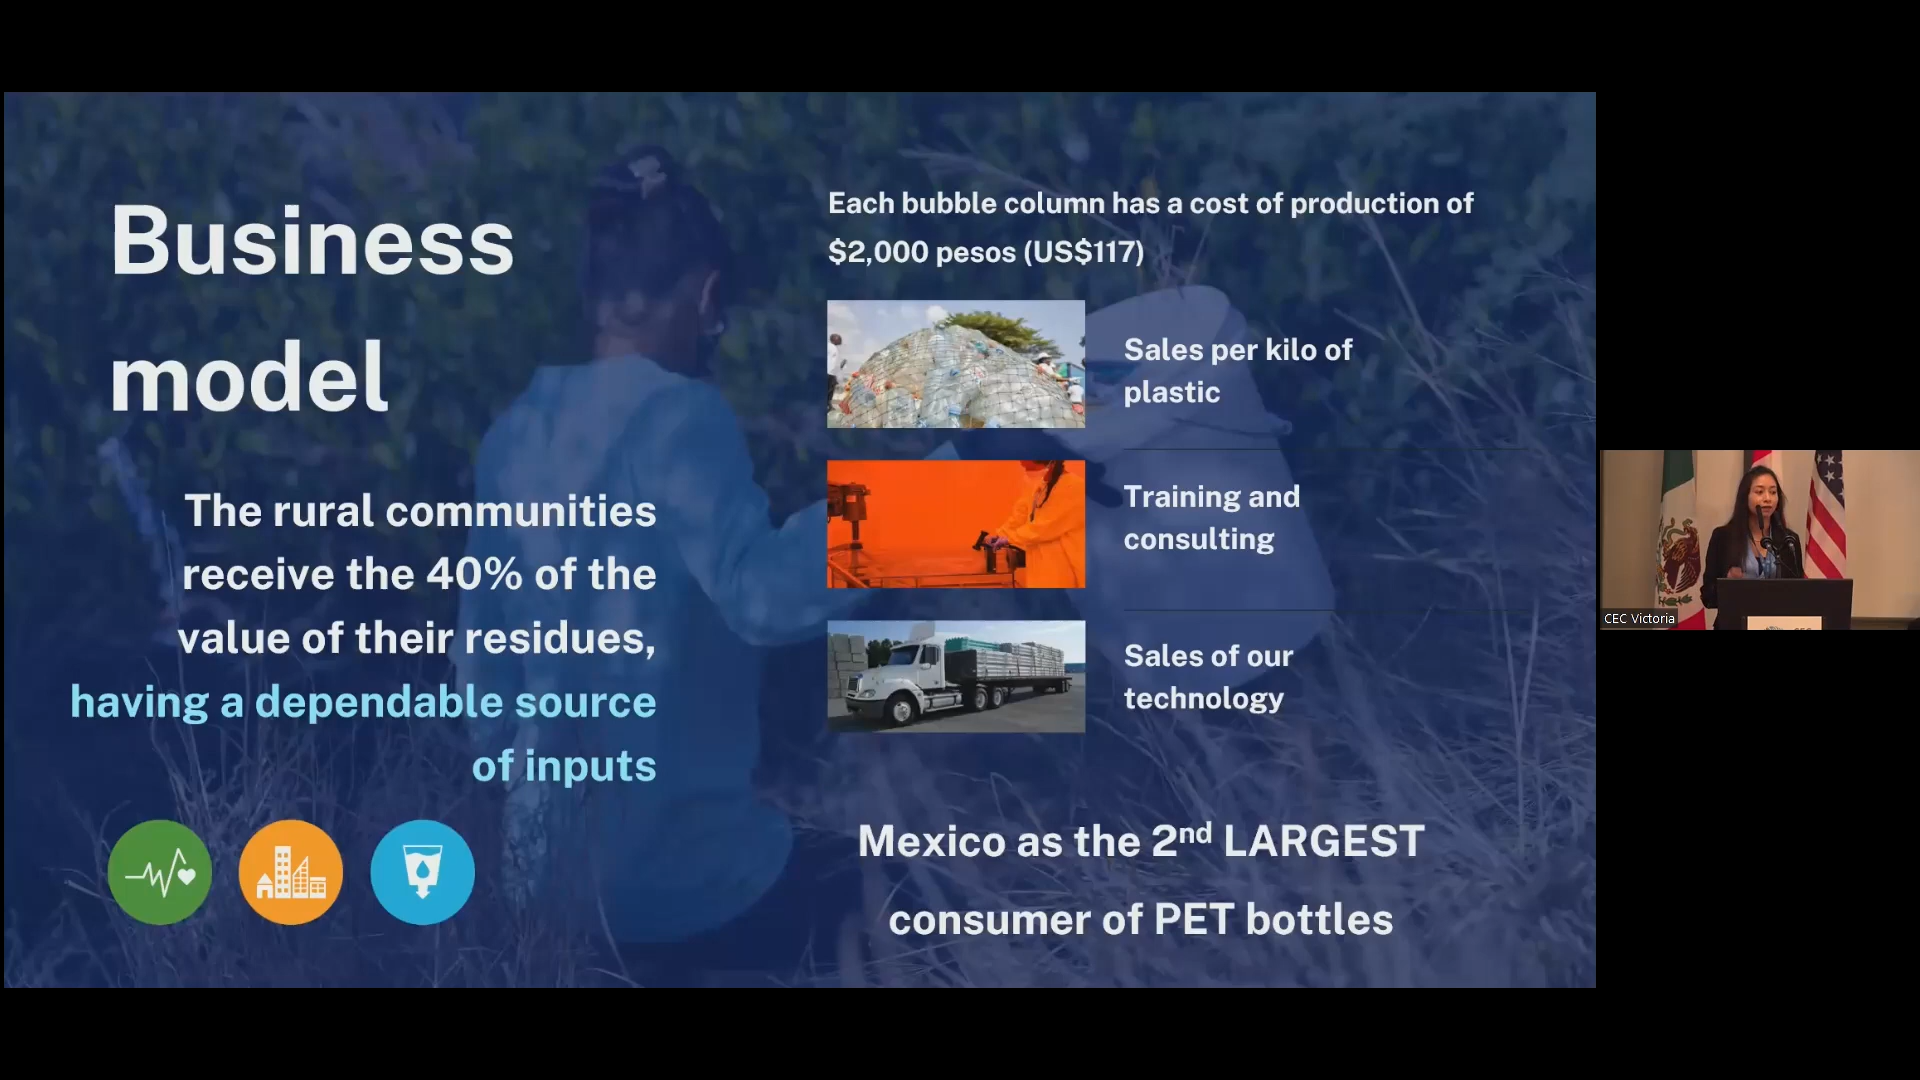 Business
model
The rural communities
receive the 40% of the
value of their residues,
having a dependable source
of inputs
Each bubble column has a cost of production of
$2,000 pesos (US$117)
Sales per kilo of
plastic
Training and
consulting
Sales of our
technology
Mexico as the 2nd LARGEST
consumer of PET bottles
CEC Victoria